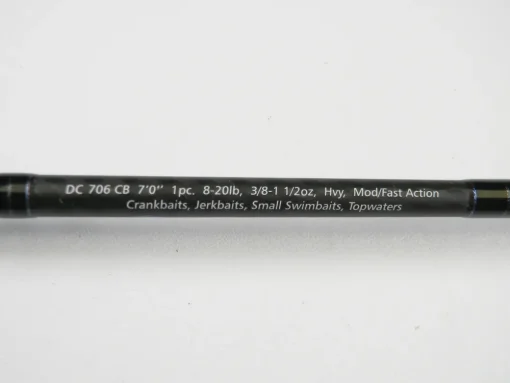 DC 706 CB 7'0" 1pc. 8-20lb, 3/8-1 1/2oz, Hvy, Mod/Fast Action
Crankbaits, Jerkbaits, Small Swimbaits, Topwaters